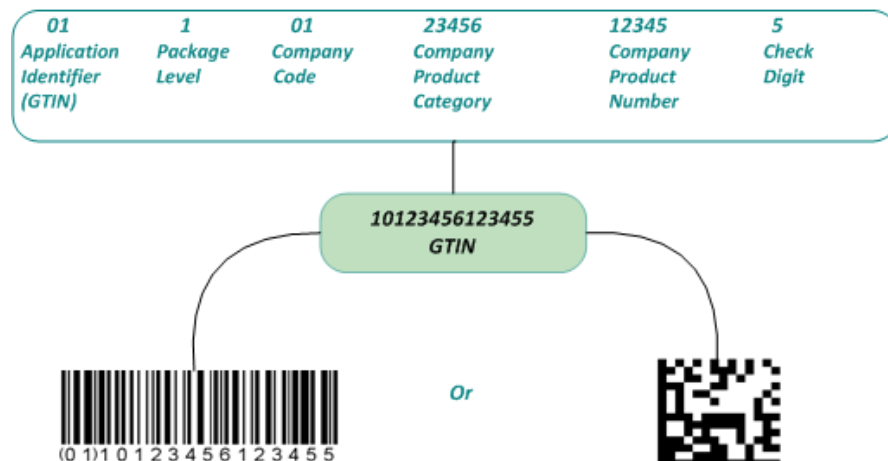 01 1 01 23456 12345 5
Application Package Company Company Company Check
Identifier Level Code Product Product Digit
(GTIN) Category Number
10123456123455
GTIN
Or
(01)10123456123455